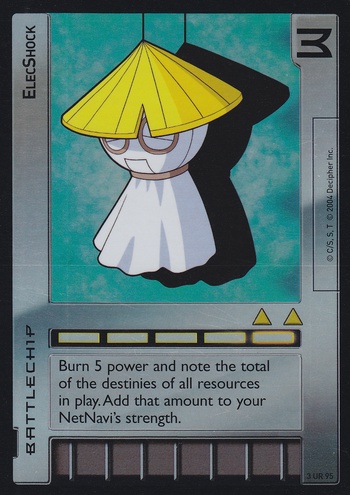 ElecShock
© C/S, S, T © 2004 Decipher Inc.
BATTLECHIP
Burn 5 power and note the total
of the destinies of all resources
in play. Add that amount to your
NetNavi's strength.
3 UR 95